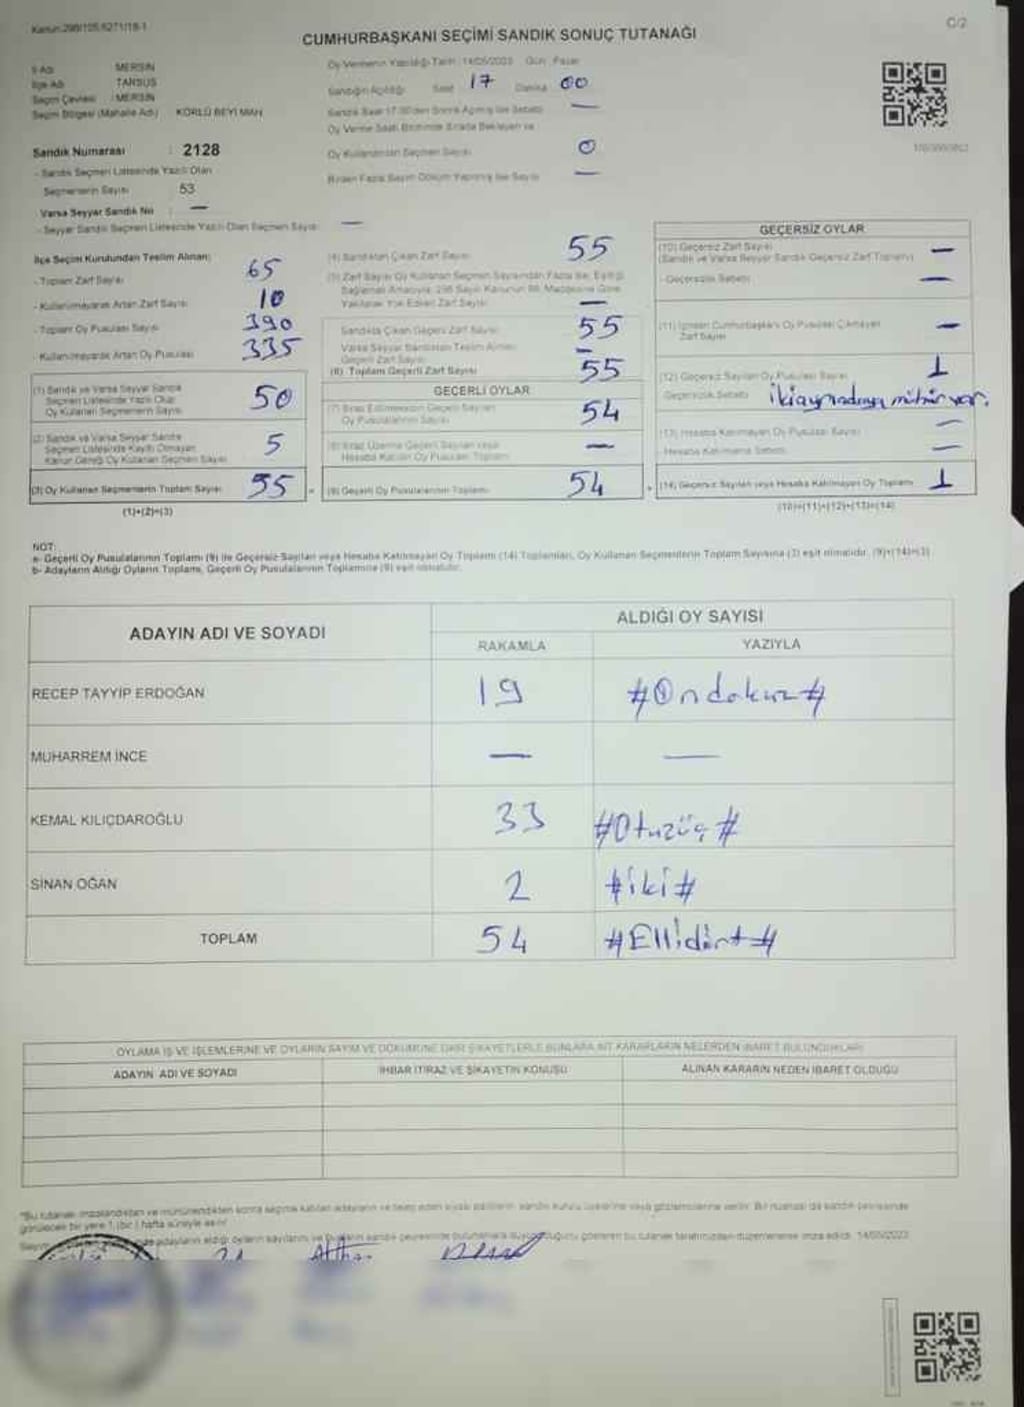 Kanun:298/105,6271/18-1
C/2
CUMHURBAŞKANI SEÇİMİ SANDIK SONUÇ TUTANAĞI
İl Adı : MERSİN
İlçe Adı : TARSUS
Seçim Çevresi : MERSİN
Seçim Bölgesi (Mahalle Adı) :
Sandık Numarası : 2128
- Sandık Seçmen Listesinde Yazılı Olan
Seçmenlerin Sayısı : 53
Varsa Seyyar Sandık No : —
- Seyyar Sandık Seçmen Listesinde Yazılı Olan Seçmen Sayısı : —
Oy Vermenin Yapıldığı Tarih : 14/05/2023 Gün : Pazar
Sandığın Açıldığı Saat 17 Dakika 00
Sandık Saat 17.00'den Sonra Açılmış İse Sebebi —
Oy Verme Saati Bitiminde Sırada Bekleyen ve
Oy Kullandırılan Seçmen Sayısı 0
Birden Fazla Sayım Döküm Yapılmış İse Sayısı —
İlçe Seçim Kurulundan Teslim Alınan;
- Toplam Zarf Sayısı 65
- Kullanılmayarak Artan Zarf Sayısı 10
- Toplam Oy Pusulası Sayısı 390
- Kullanılmayarak Artan Oy Pusulası 335
(1) Sandık ve Varsa Seyyar Sandık
Seçmen Listesinde Yazılı Olup
Oy Kullanan Seçmenlerin Sayısı 50
(2) Sandık ve Varsa Seyyar Sandık
Seçmen Listesinde Kayıtlı Olmayan
Kanun Gereği Oy Kullanan Seçmen Sayısı 5
(3) Oy Kullanan Seçmenlerin Toplam Sayısı 55
(1)+(2)=(3)
(4) Sandıktan Çıkan Zarf Sayısı 55
(5) Zarf Sayısı Oy Kullanan Seçmen Sayısından Fazla İse, Eşitliği
Sağlamak Amacıyla, 298 Sayılı Kanunun 98. Maddesine Göre
Yakılarak Yok Edilen Zarf Sayısı —
Sandıkta Çıkan Geçerli Zarf Sayısı 55
Varsa Seyyar Sandıktan Teslim Alınan
Geçerli Zarf Sayısı —
(6) Toplam Geçerli Zarf Sayısı 55
GEÇERLİ OYLAR
(7) İtiraz Edilmeksizin Geçerli Sayılan
Oy Pusulalarının Sayısı 54
(8) İtiraz Üzerine Geçerli Sayılan veya
Hesaba Katılan Oy Pusulası Toplamı —
= (9) Geçerli Oy Pusulalarının Toplamı 54
GEÇERSİZ OYLAR
(10) Geçersiz Zarf Sayısı —
(Sandık ve Varsa Seyyar Sandık Geçersiz Zarf Toplamı)
- Geçersizlik Sebebi —
(11) İçinden Cumhurbaşkanı Oy Pusulası Çıkmayan
Zarf Sayısı —
(12) Geçersiz Sayılan Oy Pusulası Sayısı 1
- Geçersizlik Sebebi iki ayrı adaya mühür var.
(13) Hesaba Katılmayan Oy Pusulası Sayısı —
- Hesaba Katılmama Sebebi —
+ (14) Geçersiz Sayılan veya Hesaba Katılmayan Oy Toplamı 1
(10)+(11)+(12)+(13)=(14)
NOT:
a- Geçerli Oy Pusulalarının Toplamı (9) ile Geçersiz Sayılan veya Hesaba Katılmayan Oy Toplamı (14) Toplamları, Oy Kullanan Seçmenlerin Toplam Sayısına (3) eşit olmalıdır. (9)+(14)=(3)
b- Adayların Aldığı Oyların Toplamı, Geçerli Oy Pusulalarının Toplamına (9) eşit olmalıdır.
ADAYIN ADI VE SOYADI
ALDIĞI OY SAYISI
RAKAMLA YAZIYLA
RECEP TAYYİP ERDOĞAN 19 #Ondokuz#
MUHARREM İNCE — —
KEMAL KILIÇDAROĞLU 33 #Otuzüç#
SİNAN OĞAN 2 #iki#
TOPLAM 54 #Ellidört#
OYLAMA İŞ VE İŞLEMLERİNE VE OYLARIN SAYIM VE DÖKÜMÜNE DAİR ŞİKAYETLERLE BUNLARA AİT KARARLARIN NELERDEN İBARET BULUNDUKLARI
ADAYIN ADI VE SOYADI İHBAR İTİRAZ VE ŞİKAYETİN KONUSU ALINAN KARARIN NEDEN İBARET OLDUĞU
*Bu tutanak imzalandıktan ve mühürlendikten sonra seçime katılan adayların ve talep eden siyasi partilerin sandık kurulu üyelerine veya gözlemcilerine verilir. Bir nüshası da sandık çevresinde
görülecek bir yere 1 (bir) hafta süreyle asılır.
adayların aldığı oyların sayılarını ve gösteren bu tutanak tarafımızdan düzenlenerek imza edildi. 14/05/2023